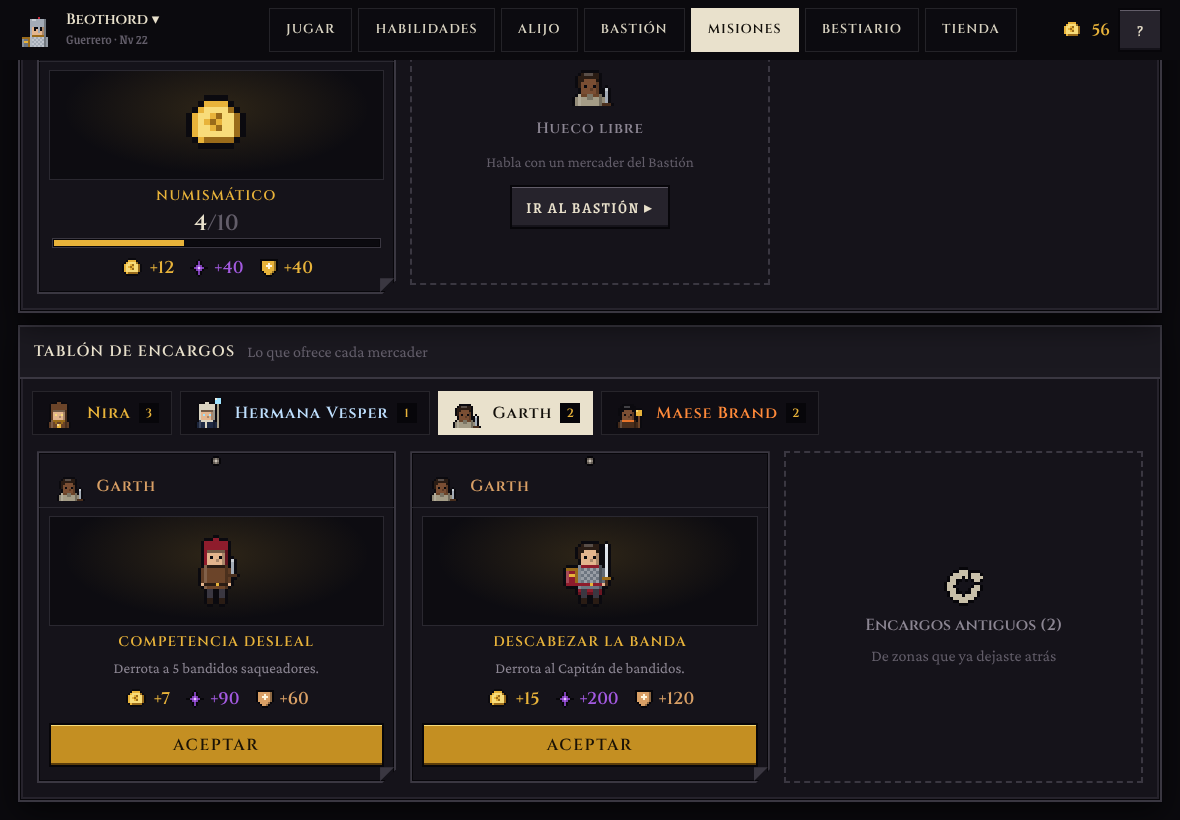 Beothord ▾
Guerrero · Nv 22
JUGAR
HABILIDADES
ALIJO
BASTIÓN
MISIONES
BESTIARIO
TIENDA
56
?
NUMISMÁTICO
4/10
+12 +40 +40
Hueco libre
Habla con un mercader del Bastión
IR AL BASTIÓN ▸
TABLÓN DE ENCARGOS Lo que ofrece cada mercader
Nira 3
Hermana Vesper 1
Garth 2
Maese Brand 2
Garth
COMPETENCIA DESLEAL
Derrota a 5 bandidos saqueadores.
+7 +90 +60
ACEPTAR
Garth
DESCABEZAR LA BANDA
Derrota al Capitán de bandidos.
+15 +200 +120
ACEPTAR
Encargos antiguos (2)
De zonas que ya dejaste atrás